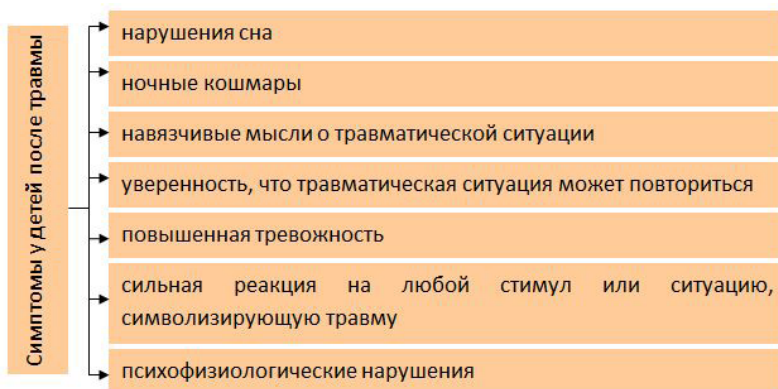 Симптомы у детей после травмы
нарушения сна
ночные кошмары
навязчивые мысли о травматической ситуации
уверенность, что травматическая ситуация может повториться
повышенная тревожность
сильная реакция на любой стимул или ситуацию,
символизирующую травму
психофизиологические нарушения